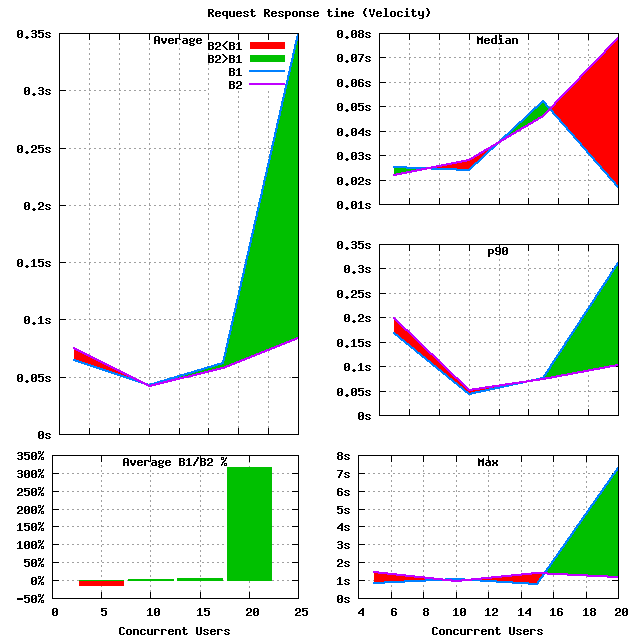 Request Response time (Velocity)
Average
B2<B1
B2>B1
B1
B2
0.35s
0.3s
0.25s
0.2s
0.15s
0.1s
0.05s
0s
Median
0.08s
0.07s
0.06s
0.05s
0.04s
0.03s
0.02s
0.01s
p90
0.35s
0.3s
0.25s
0.2s
0.15s
0.1s
0.05s
0s
Average B1/B2 %
350%
300%
250%
200%
150%
100%
50%
0%
-50%
0 5 10 15 20 25
Concurrent Users
Max
8s
7s
6s
5s
4s
3s
2s
1s
0s
4 6 8 10 12 14 16 18 20
Concurrent Users